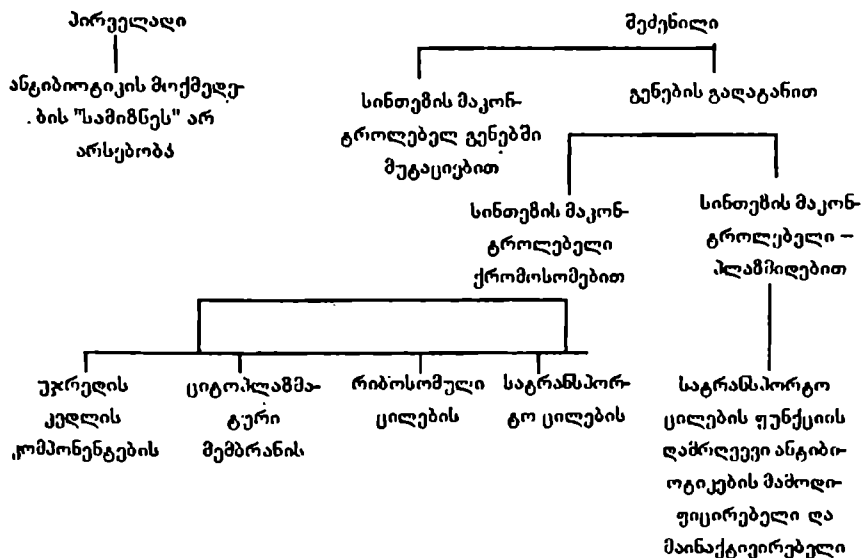 პირველადი
შეძენილი
ანტიბიოტიკის მოქმედე-
ბის "სამიზნეს" არ
არსებობა
სინთეზის მაკონ-
ტროლებელ გენებში
მუტაციებით
გენების გადატანით
სინთეზის მაკონ-
ტროლებელი
ქრომოსომებით
სინთეზის მაკონ-
ტროლებელი –
პლაზმიდებით
უჯრედის
კედლის
კომპონენტების
ციტოპლაზმა-
ტური
მემბრანის
რიბოსომული
ცილების
სატრანსპორ-
ტო ცილების
სატრანსპორტო
ცილების ფუნქციის
დამრღვევი ანტიბი-
ოტიკების მამოდი-
ფიცირებელი და
მაინაქტივირებელი